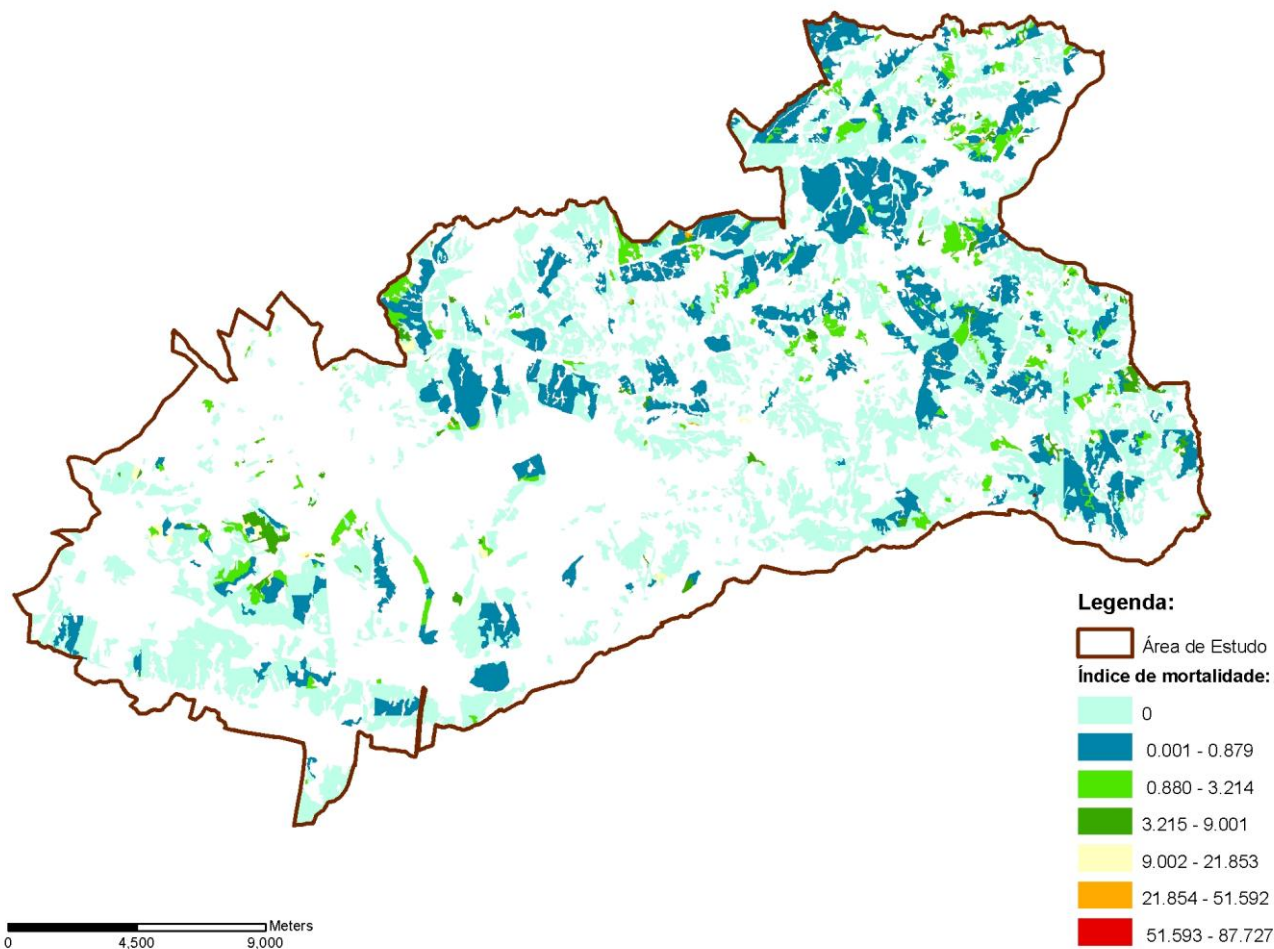 Legenda:
Área de Estudo
Índice de mortalidade:
0
0.001 - 0.879
0.880 - 3.214
3.215 - 9.001
9.002 - 21.853
21.854 - 51.592
51.593 - 87.727
Meters
0 4,500 9,000